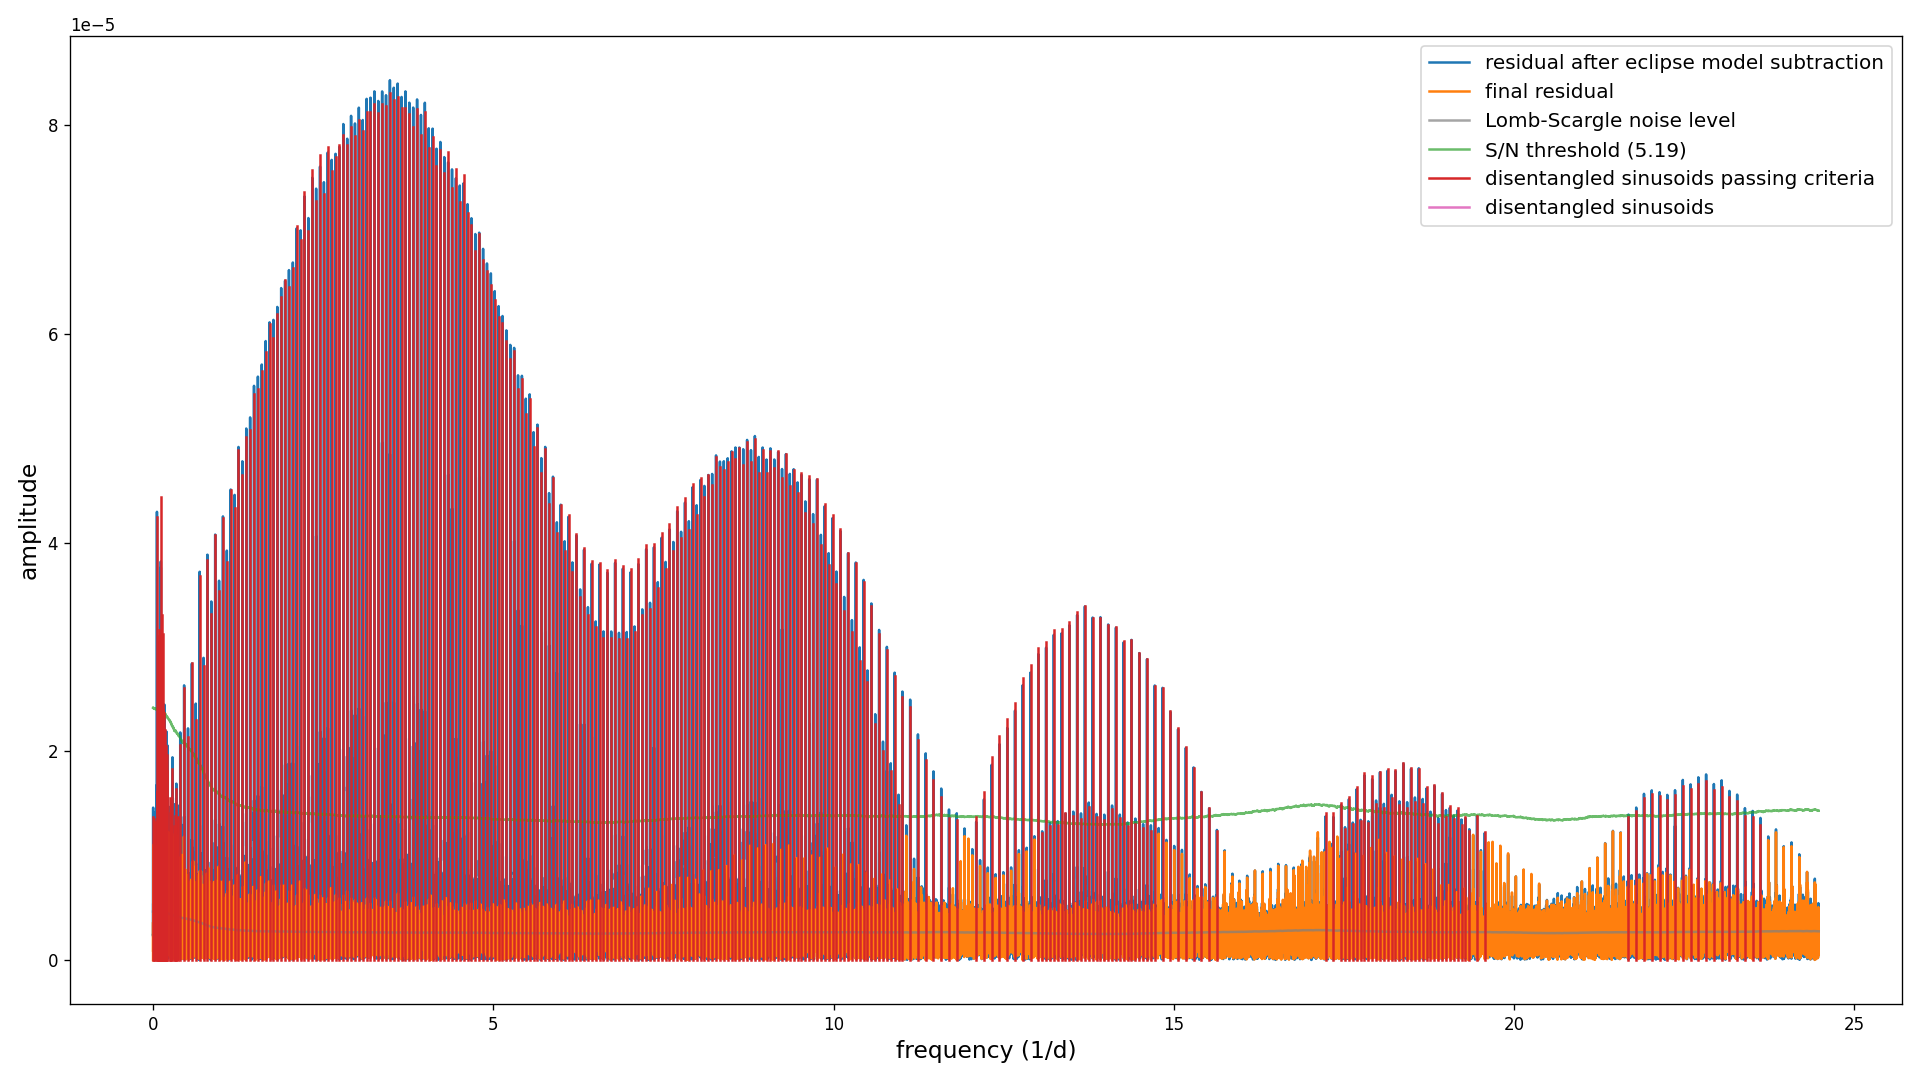 1e−5
residual after eclipse model subtraction
final residual
Lomb-Scargle noise level
S/N threshold (5.19)
disentangled sinusoids passing criteria
disentangled sinusoids
8
6
4
2
0
amplitude
0 5 10 15 20 25
frequency (1/d)